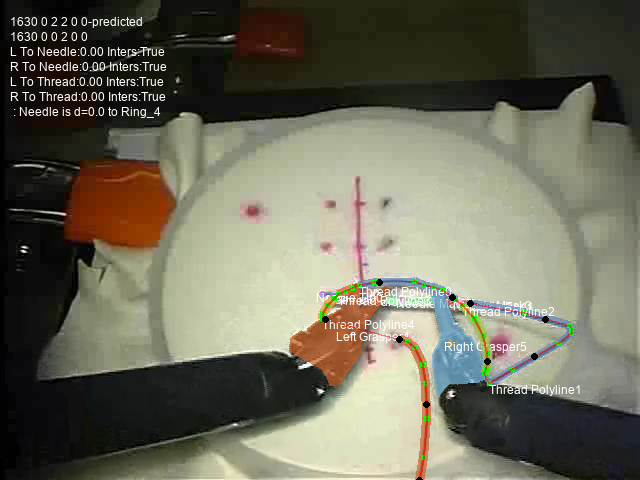 1630 0 2 2 0 0-predicted
1630 0 0 2 0 0
L To Needle:0.00 Inters:True
R To Needle:0.00 Inters:True
L To Thread:0.00 Inters:True
R To Thread:0.00 Inters:True
: Needle is d=0.0 to Ring_4
Thread Polyline
Thread Polyline2
Thread Polyline4
Left Grasper
Right Grasper5
Thread Polyline1